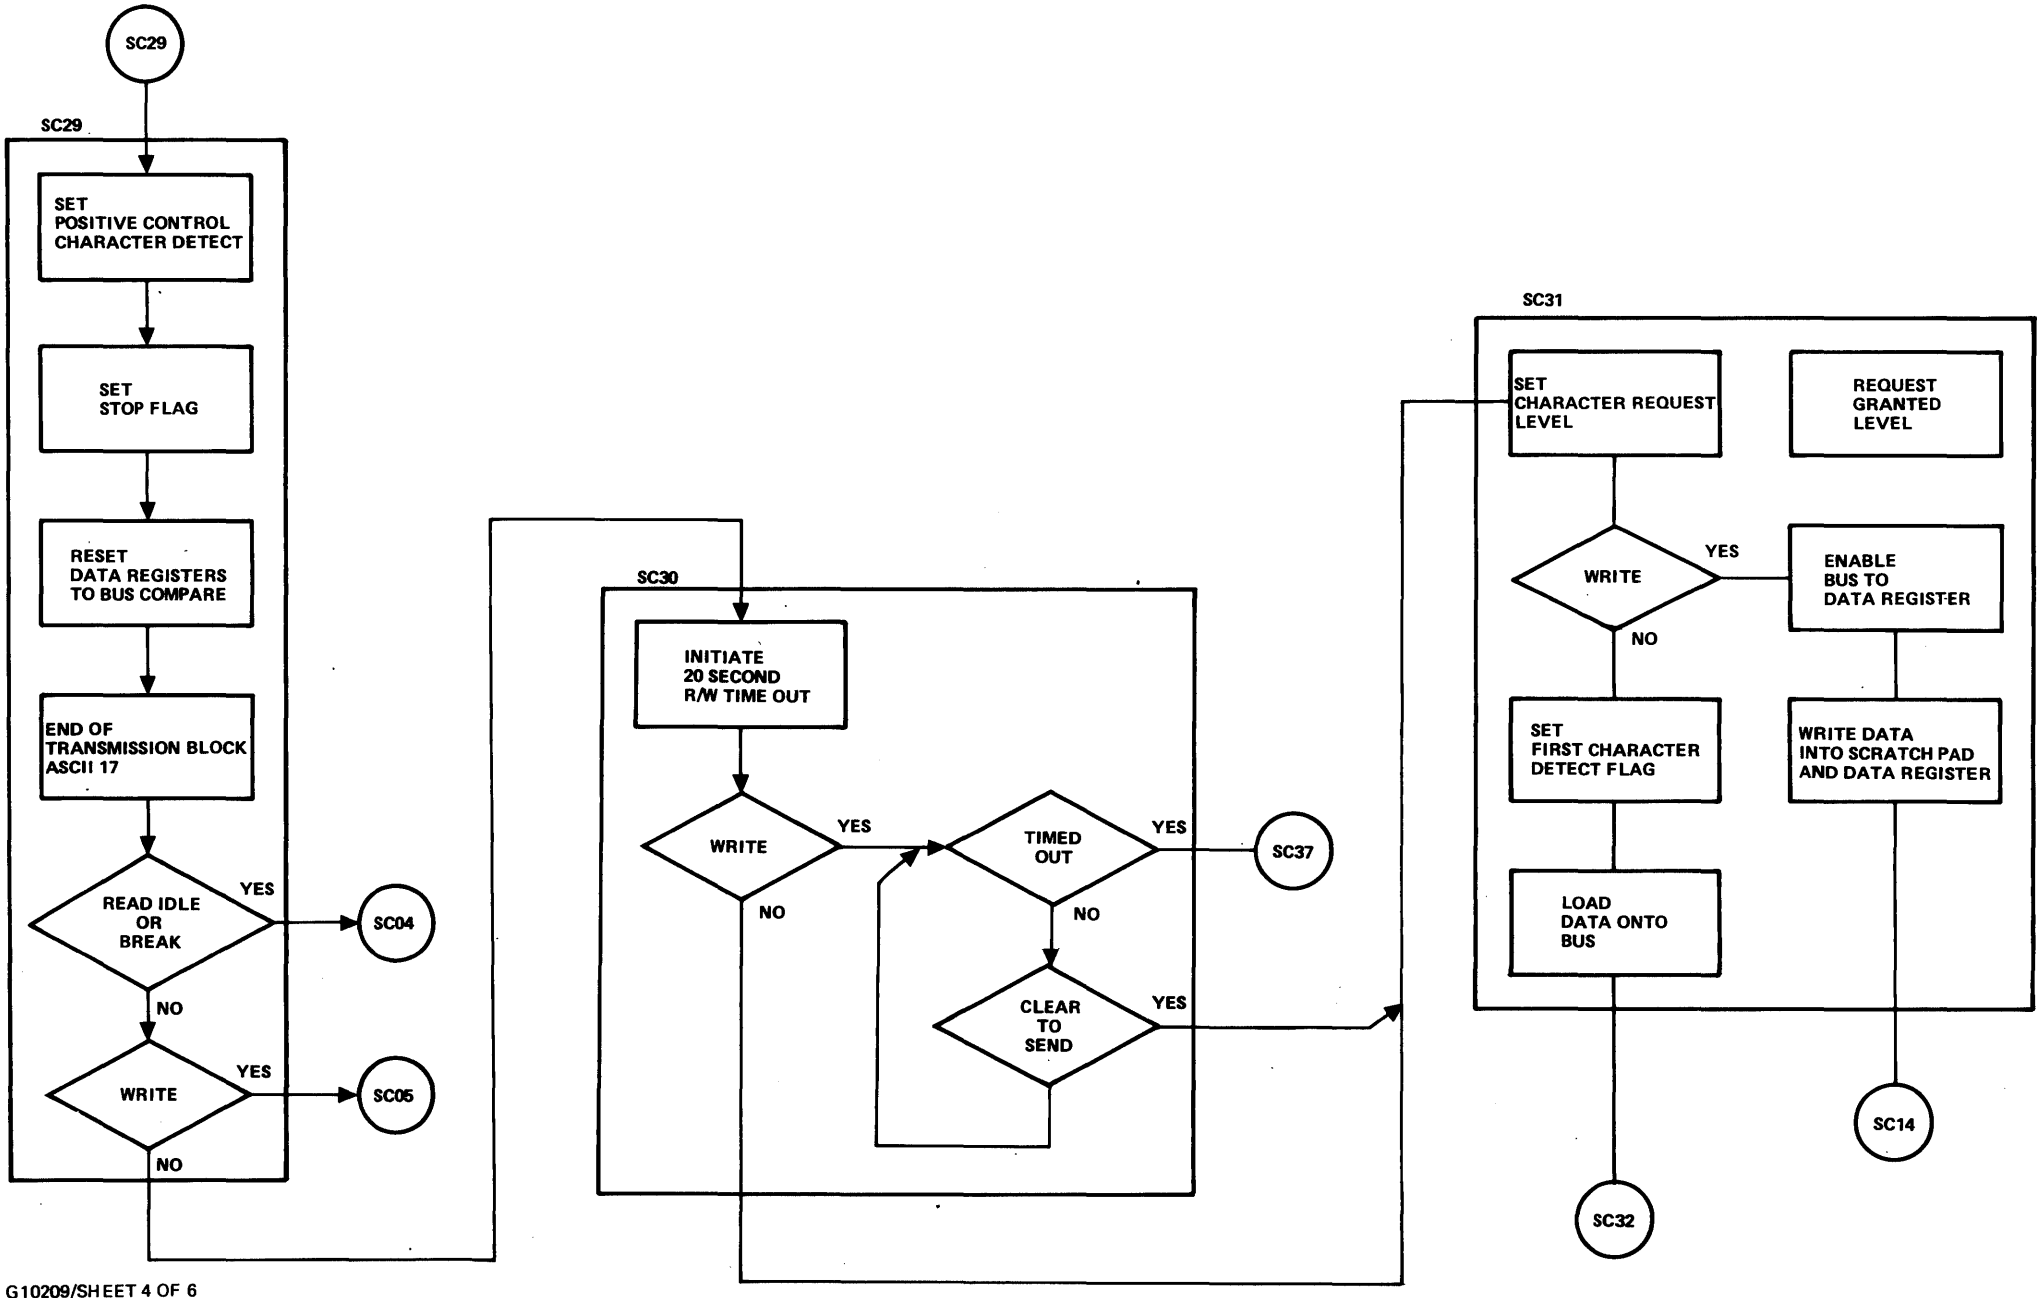 SC29
SC29
SET
POSITIVE CONTROL
CHARACTER DETECT
SET
STOP FLAG
RESET
DATA REGISTERS
TO BUS COMPARE
END OF
TRANSMISSION BLOCK
ASCII 17
READ IDLE
OR
BREAK
YES
SC04
NO
WRITE
YES
SC05
NO
SC30
INITIATE
20 SECOND
R/W TIME OUT
WRITE
YES
NO
TIMED
OUT
YES
SC37
NO
CLEAR
TO
SEND
YES
SC31
SET
CHARACTER REQUEST
LEVEL
REQUEST
GRANTED
LEVEL
WRITE
YES
NO
ENABLE
BUS TO
DATA REGISTER
SET
FIRST CHARACTER
DETECT FLAG
WRITE DATA
INTO SCRATCH PAD
AND DATA REGISTER
LOAD
DATA ONTO
BUS
SC14
SC32
G10209/SHEET 4 OF 6